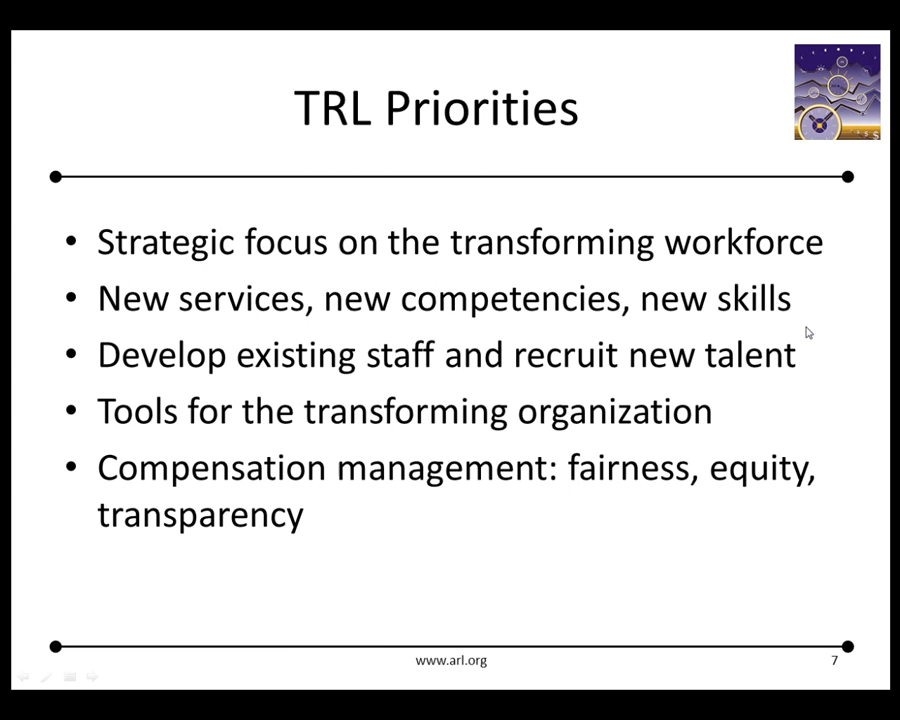 TRL Priorities
• Strategic focus on the transforming workforce
• New services, new competencies, new skills
• Develop existing staff and recruit new talent
• Tools for the transforming organization
• Compensation management: fairness, equity,
transparency
www.arl.org
7